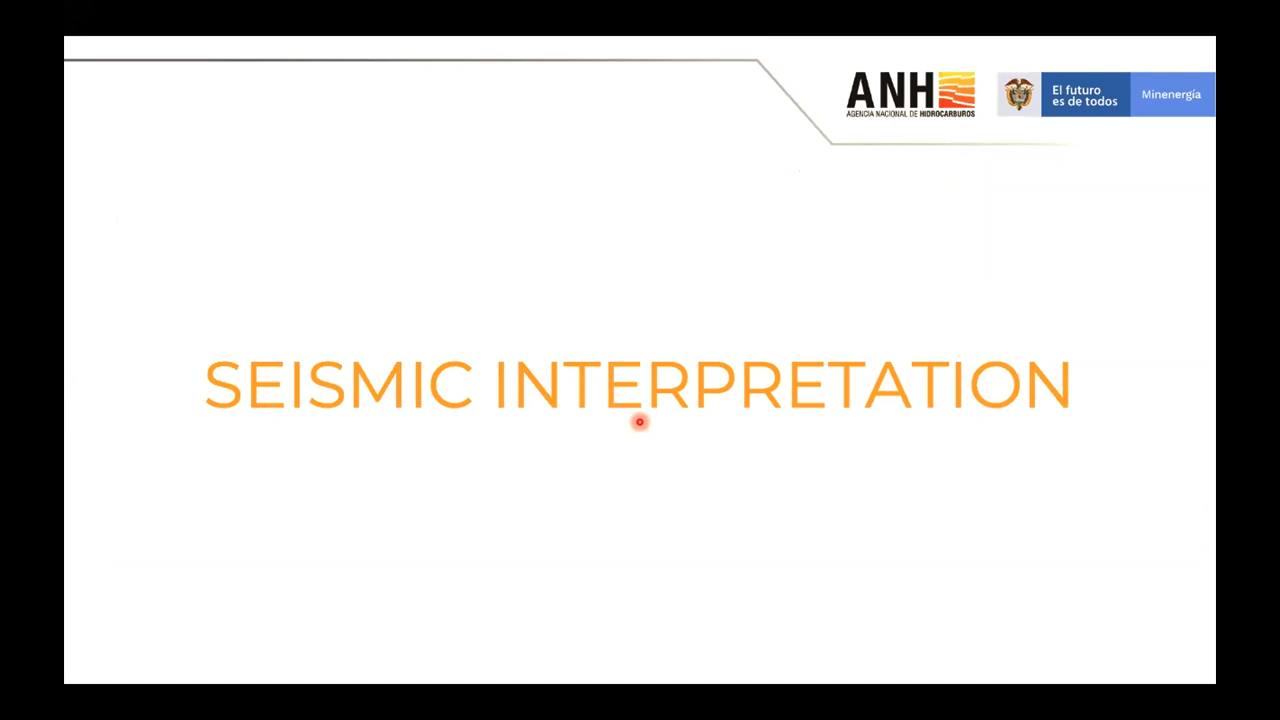 ANH
AGENCIA NACIONAL DE HIDROCARBUROS
El futuro
es de todos
Minenergía
SEISMIC INTERPRETATION